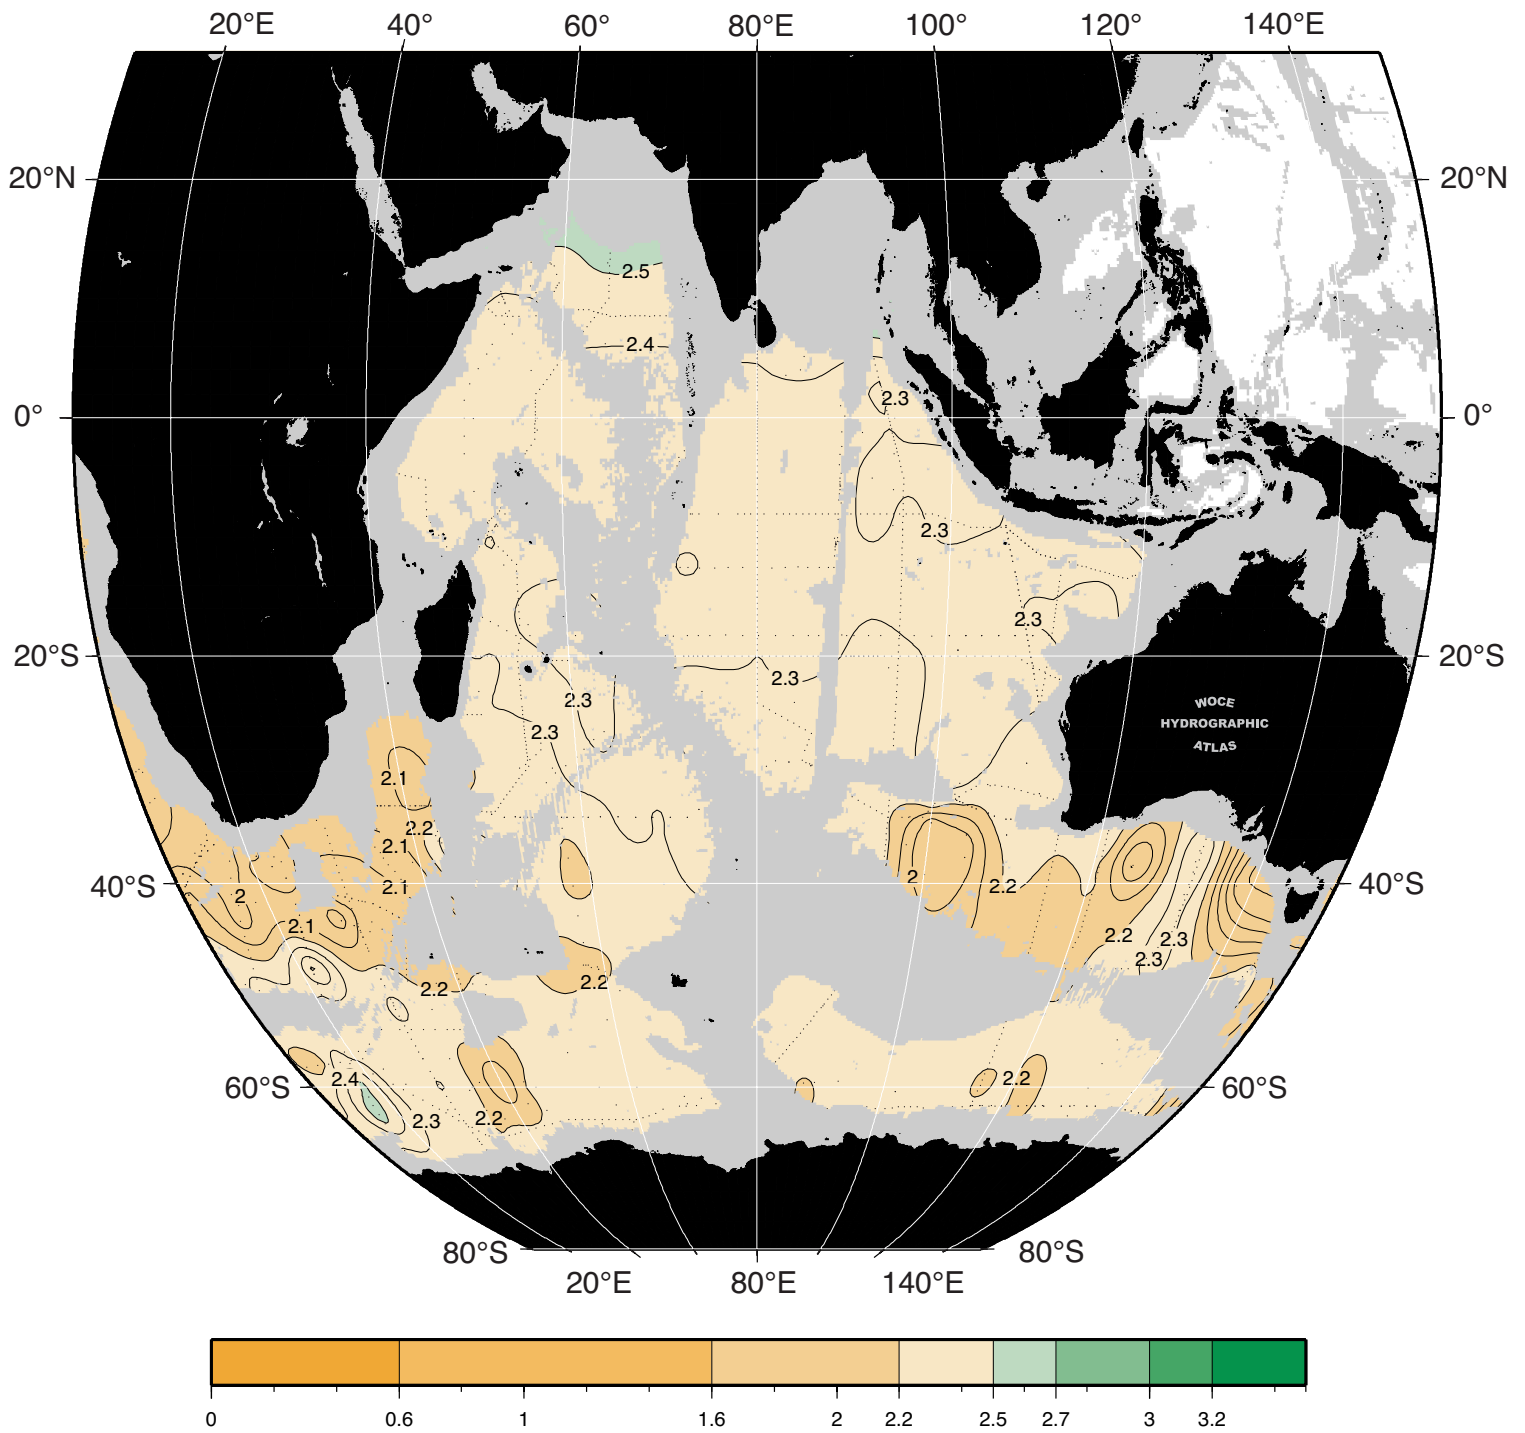 20°E 40° 60° 80°E 100° 120° 140°E
20°N 20°N
2.5
2.4
0° 2.3 0°
2.3
2.3
20°S 20°S
2.3
2.3 WOCE
2.3 HYDROGRAPHIC
ATLAS
2.1
2.2
2.1
2 2.2
40°S 2.1 40°S
2
2.1 2.2 2.3
2.3
2.2 2.2
2.4 2.2
60°S 60°S
2.3 2.2
80°S 80°S
20°E 80°E 140°E
0 0.6 1 1.6 2 2.2 2.5 2.7 3 3.2